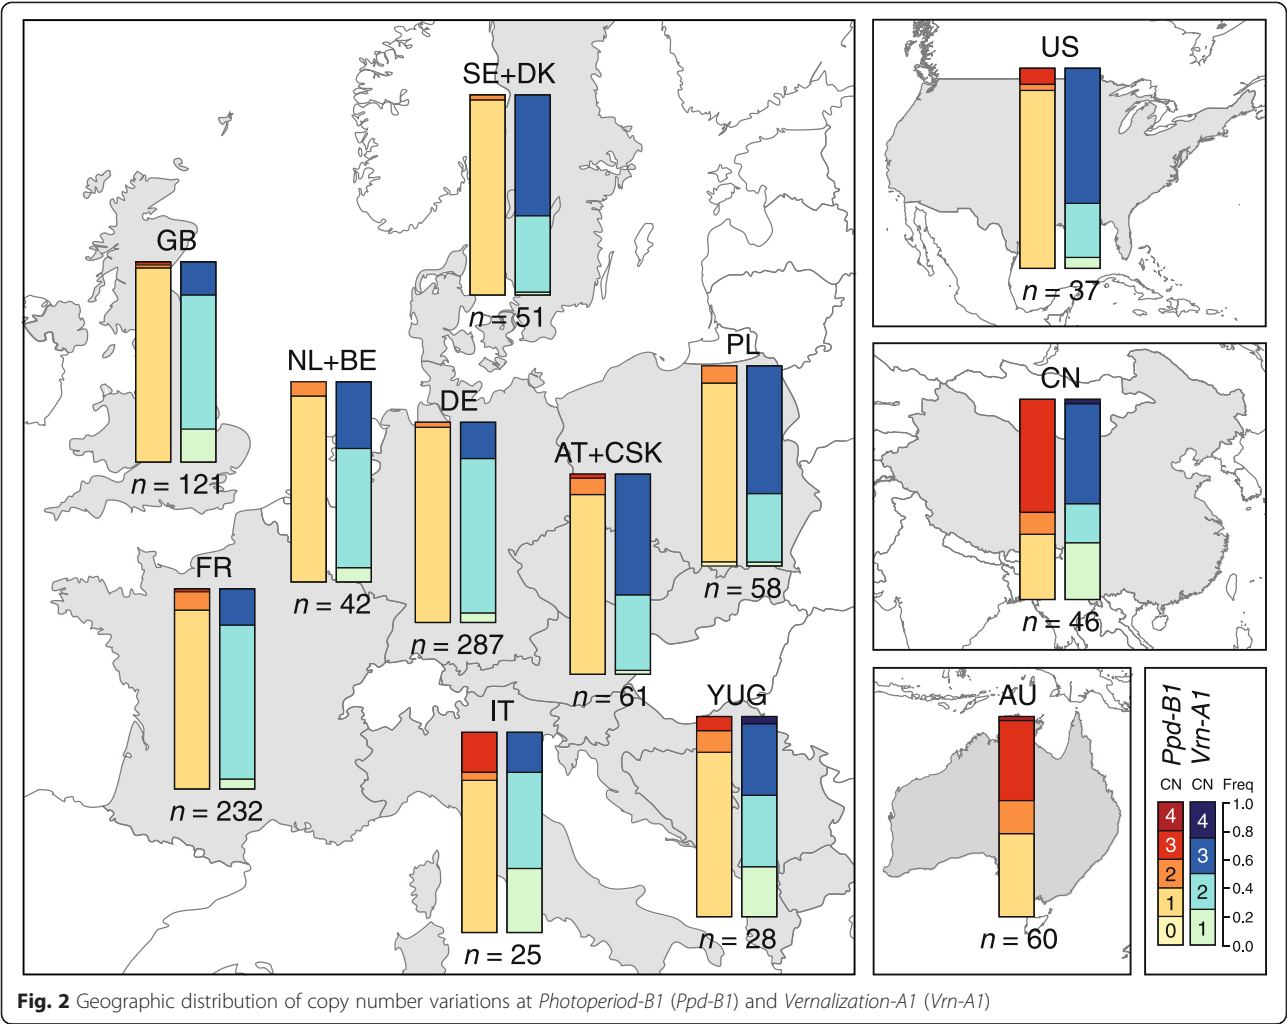 SE+DK
n = 51
GB
n = 121
NL+BE
n = 42
DE
n = 287
PL
n = 58
AT+CSK
n = 61
FR
n = 232
IT
n = 25
YUG
n = 28
US
n = 37
CN
n = 46
AU
n = 60
Ppd-B1
Vrn-A1
CN CN Freq
4 4 1.0
3 3 0.8
2 2 0.6
1 1 0.4
0 0.2
0.0
Fig. 2 Geographic distribution of copy number variations at Photoperiod-B1 (Ppd-B1) and Vernalization-A1 (Vrn-A1)